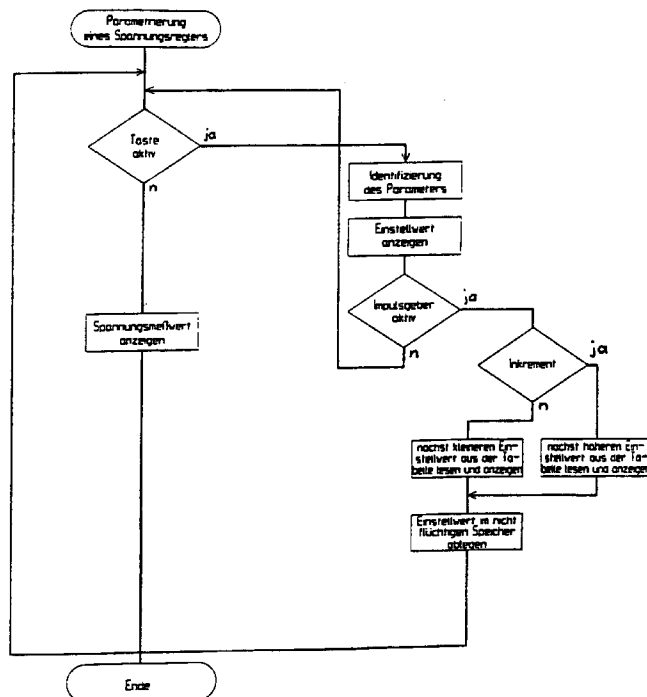 Parametrierung
eines Spannungsreglers
Taste
aktiv
ja
n
Identifizierung
des Parameters
Einstellwert
anzeigen
Impulsgeber
aktiv
ja
n
Spannungsmeßwert
anzeigen
Inkrement
ja
n
nächst kleineren Ein-
stellwert aus der Ta-
belle lesen und anzeigen
nächst höheren Ein-
stellwert aus der Ta-
belle lesen und anzeigen
Einstellwert in nicht
flüchtigen Speicher
ablegen
Ende